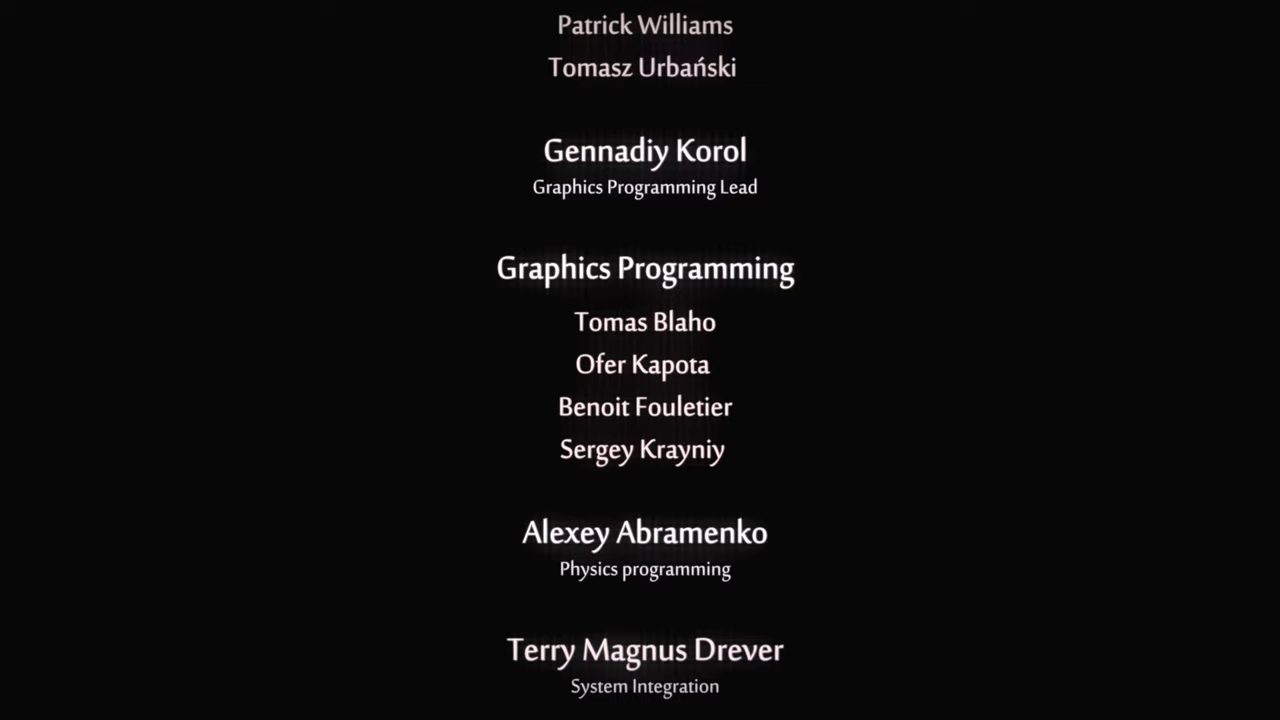 Patrick Williams
Tomasz Urbański
Gennadiy Korol
Graphics Programming Lead
Graphics Programming
Tomas Blaho
Ofer Kapota
Benoit Fouletier
Sergey Krayniy
Alexey Abramenko
Physics programming
Terry Magnus Drever
System Integration